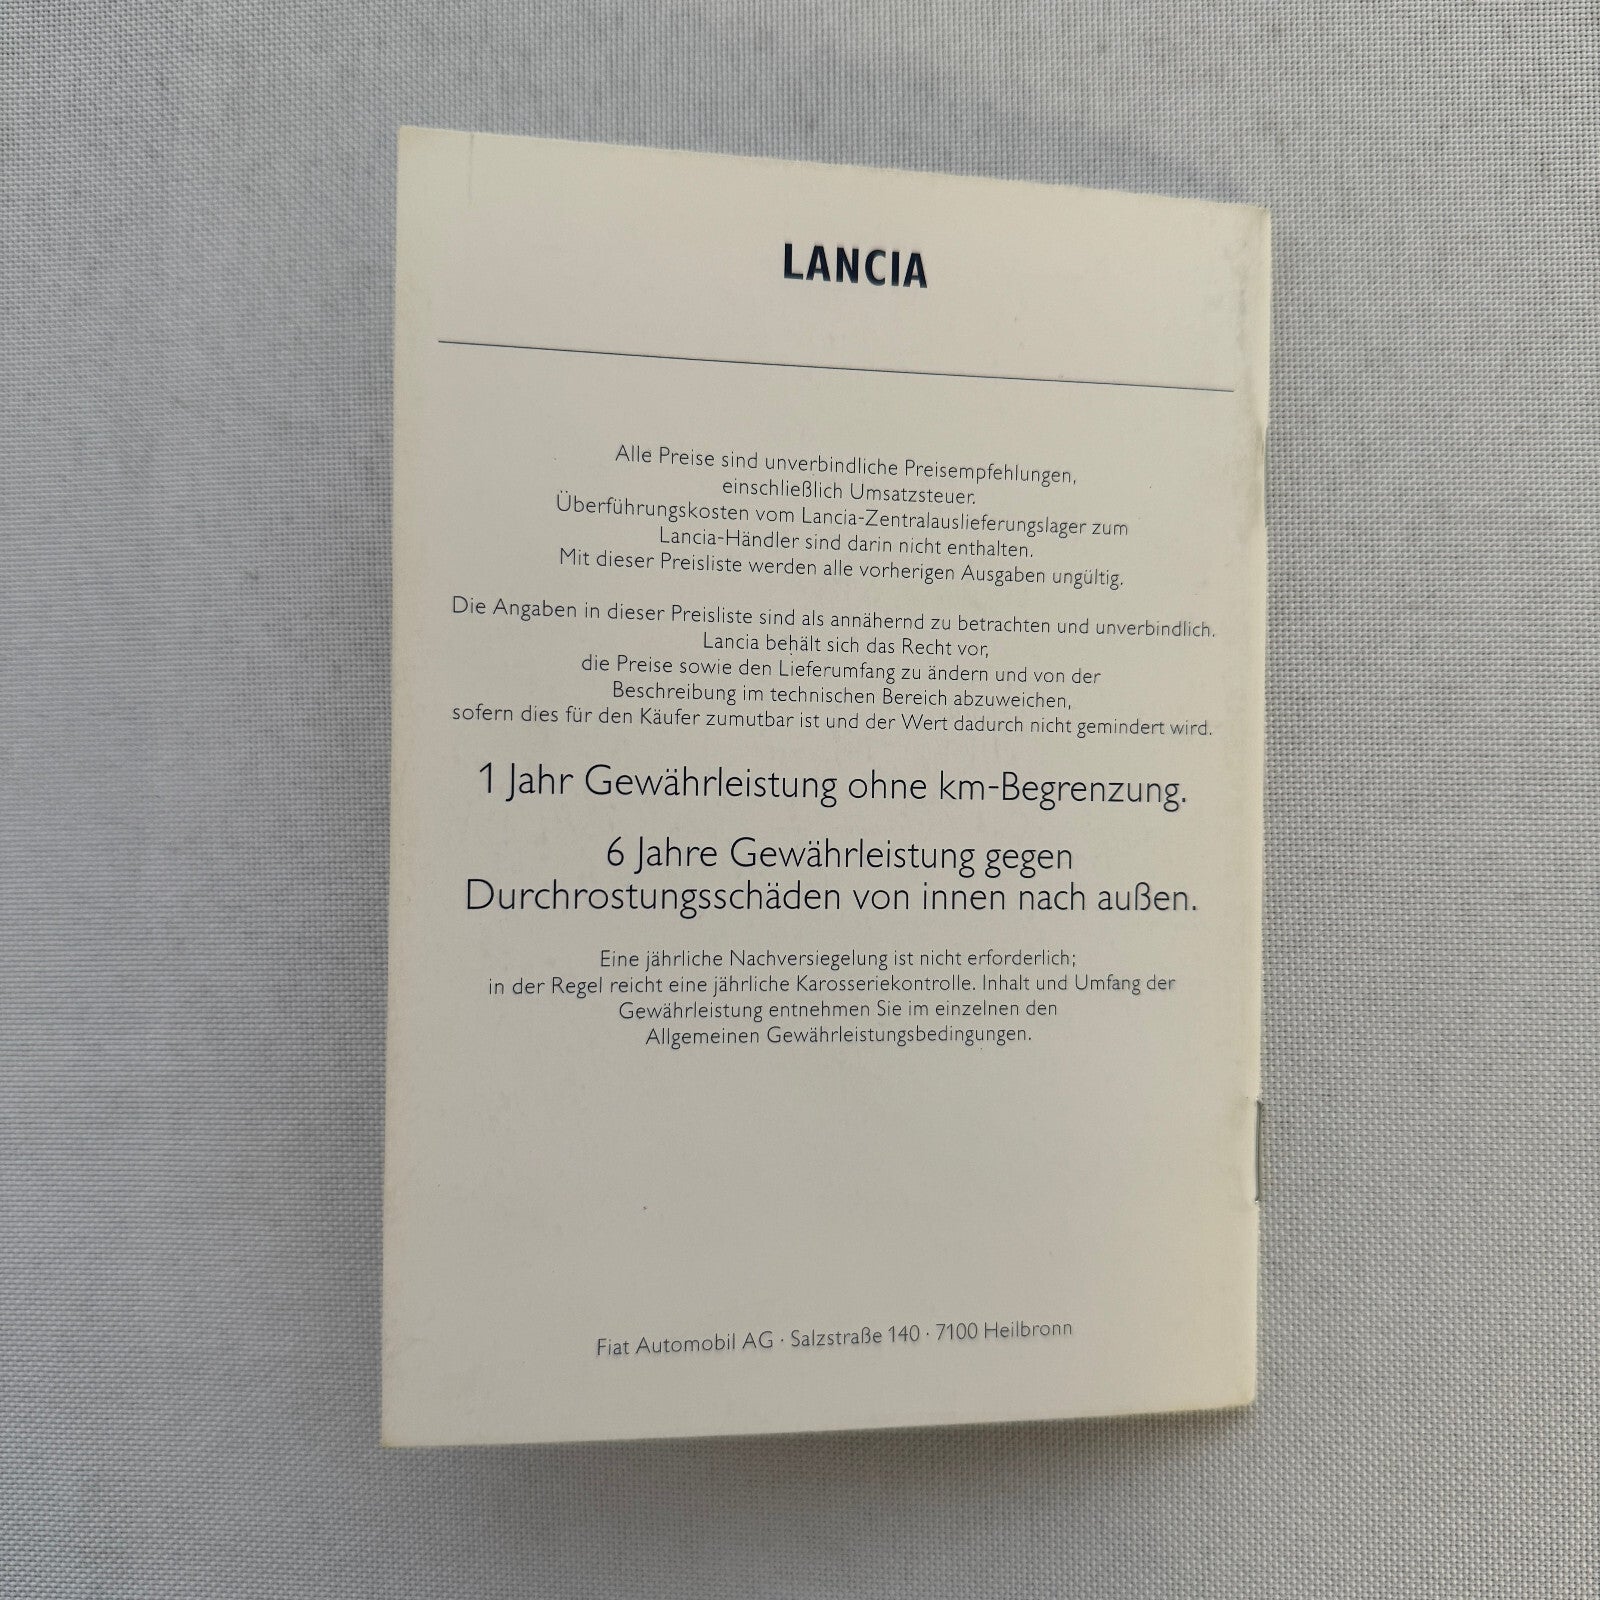 LANCIA
Alle Preise sind unverbindliche Preisempfehlungen,
einschließlich Umsatzsteuer.
Überführungskosten vom Lancia-Zentralauslieferungslager zum
Lancia-Händler sind darin nicht enthalten.
Mit dieser Preisliste werden alle vorherigen Ausgaben ungültig.
Die Angaben in dieser Preisliste sind als annähernd zu betrachten und unverbindlich.
Lancia behält sich das Recht vor,
die Preise sowie den Lieferumfang zu ändern und von der
Beschreibung im technischen Bereich abzuweichen,
sofern dies für den Käufer zumutbar ist und der Wert dadurch nicht gemindert wird.
1 Jahr Gewährleistung ohne km-Begrenzung.
6 Jahre Gewährleistung gegen
Durchrostungsschäden von innen nach außen.
Eine jährliche Nachversiegelung ist nicht erforderlich;
in der Regel reicht eine jährliche Karosseriekontrolle. Inhalt und Umfang der
Gewährleistung entnehmen Sie im einzelnen den
Allgemeinen Gewährleistungsbedingungen.
Fiat Automobil AG · Salzstraße 140 · 7100 Heilbronn